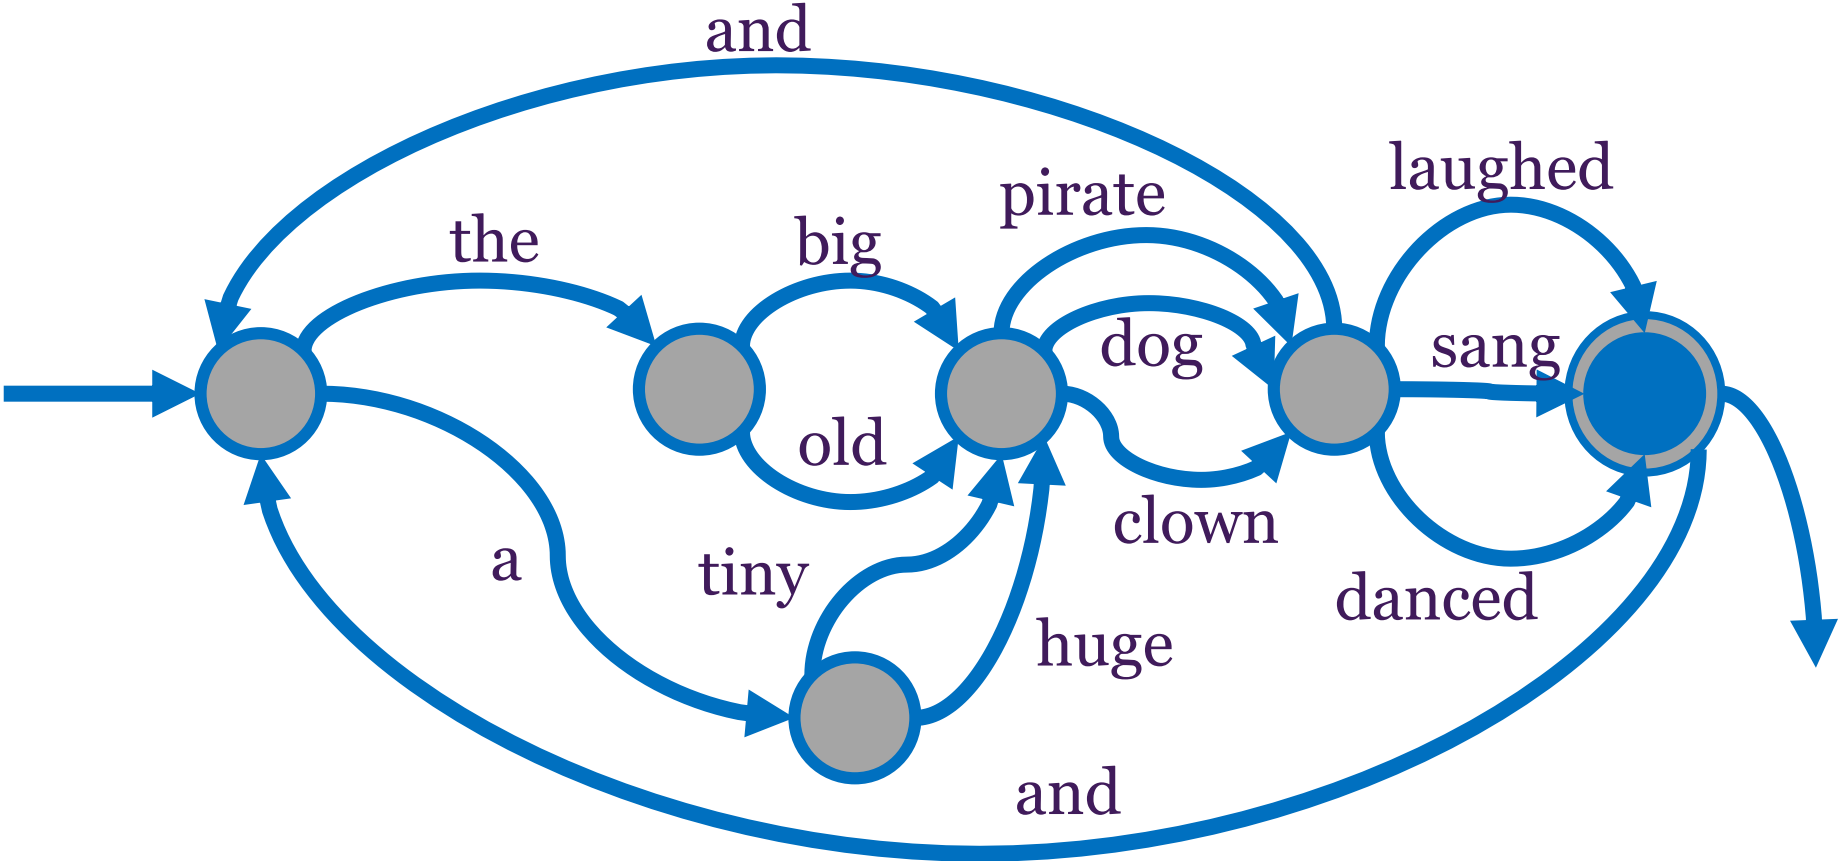 and
laughed
pirate
the
big
sang
dog
old
clown
a
tiny
danced
huge
and